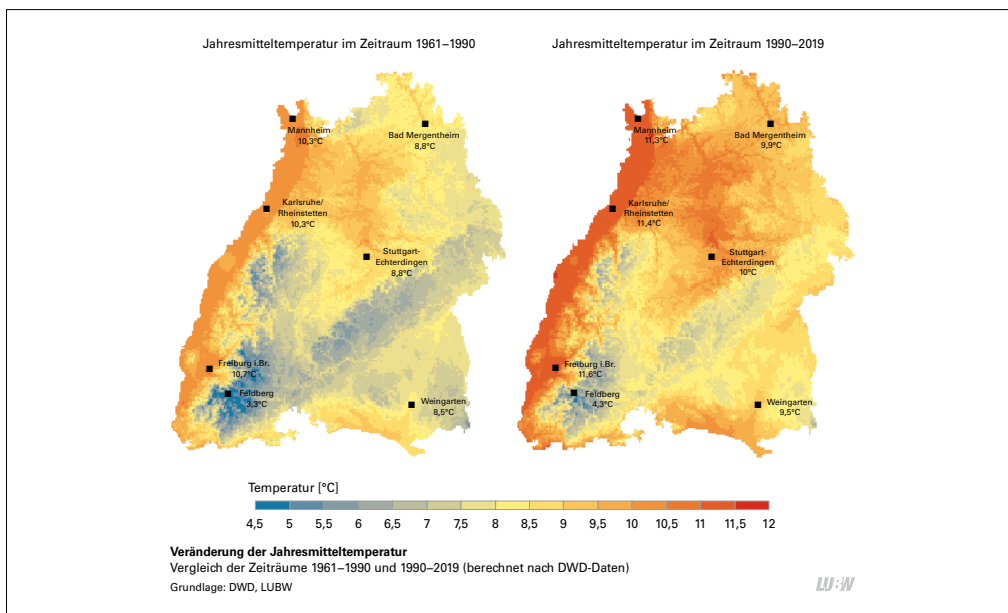 Jahresmitteltemperatur im Zeitraum 1961–1990
Mannheim
10,3°C
Bad Mergentheim
8,8°C
Karlsruhe/
Rheinstetten
10,3°C
Stuttgart-
Echterdingen
8,8°C
Freiburg i.Br.
10,7°C
Feldberg
3,3°C
Weingarten
8,5°C
Jahresmitteltemperatur im Zeitraum 1990–2019
Mannheim
11,3°C
Bad Mergentheim
9,9°C
Karlsruhe/
Rheinstetten
11,4°C
Stuttgart-
Echterdingen
10°C
Freiburg i.Br.
11,6°C
Feldberg
4,3°C
Weingarten
9,5°C
Temperatur [°C]
4,5 5 5,5 6 6,5 7 7,5 8 8,5 9 9,5 10 10,5 11 11,5 12
Veränderung der Jahresmitteltemperatur
Vergleich der Zeiträume 1961–1990 und 1990–2019 (berechnet nach DWD-Daten)
Grundlage: DWD, LUBW
LUBW